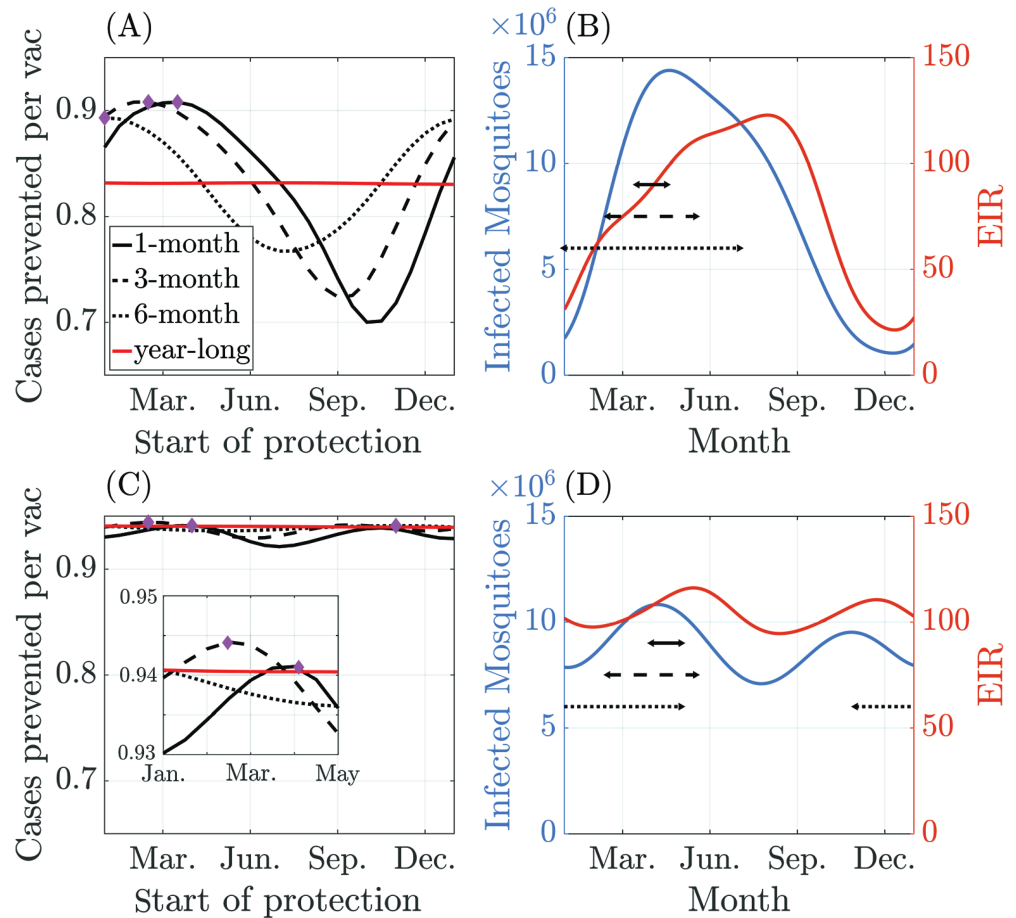 (A)
Cases prevented per vac
0.9
0.8
0.7
1-month
3-month
6-month
year-long
Mar. Jun. Sep. Dec.
Start of protection
×10⁶ (B)
Infected Mosquitoes
15
10
5
0
150
100
50
0
EIR
Mar. Jun. Sep. Dec.
Month
(C)
Cases prevented per vac
0.9
0.8
0.7
0.95
0.94
0.93
Jan. Mar. May
Mar. Jun. Sep. Dec.
Start of protection
×10⁶ (D)
Infected Mosquitoes
15
10
5
0
150
100
50
0
EIR
Mar. Jun. Sep. Dec.
Month